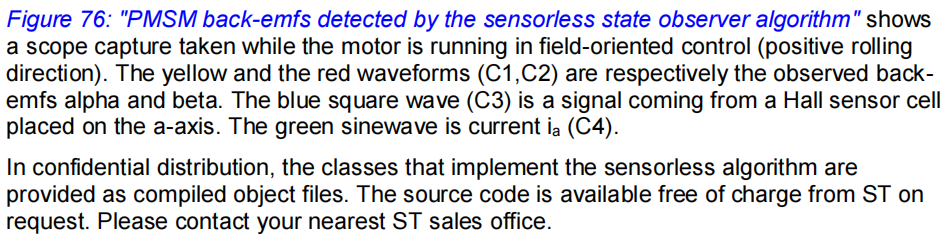 Figure 76: "PMSM back-emfs detected by the sensorless state observer algorithm" shows
a scope capture taken while the motor is running in field-oriented control (positive rolling
direction). The yellow and the red waveforms (C1,C2) are respectively the observed back-
emfs alpha and beta. The blue square wave (C3) is a signal coming from a Hall sensor cell
placed on the a-axis. The green sinewave is current iₐ (C4).
In confidential distribution, the classes that implement the sensorless algorithm are
provided as compiled object files. The source code is available free of charge from ST on
request. Please contact your nearest ST sales office.